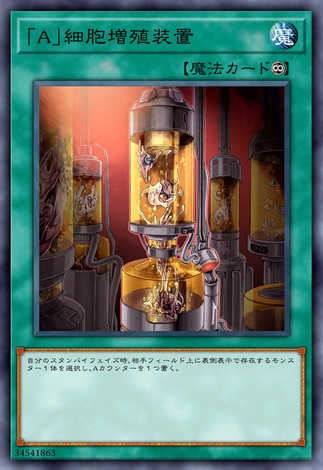 「A」細胞増殖装置
魔
【魔法カード♾】
自分のスタンバイフェイズ時、相手フィールド上に表側表示で存在するモンス
ター1体を選択し、Aカウンターを1つ置く。
34541863